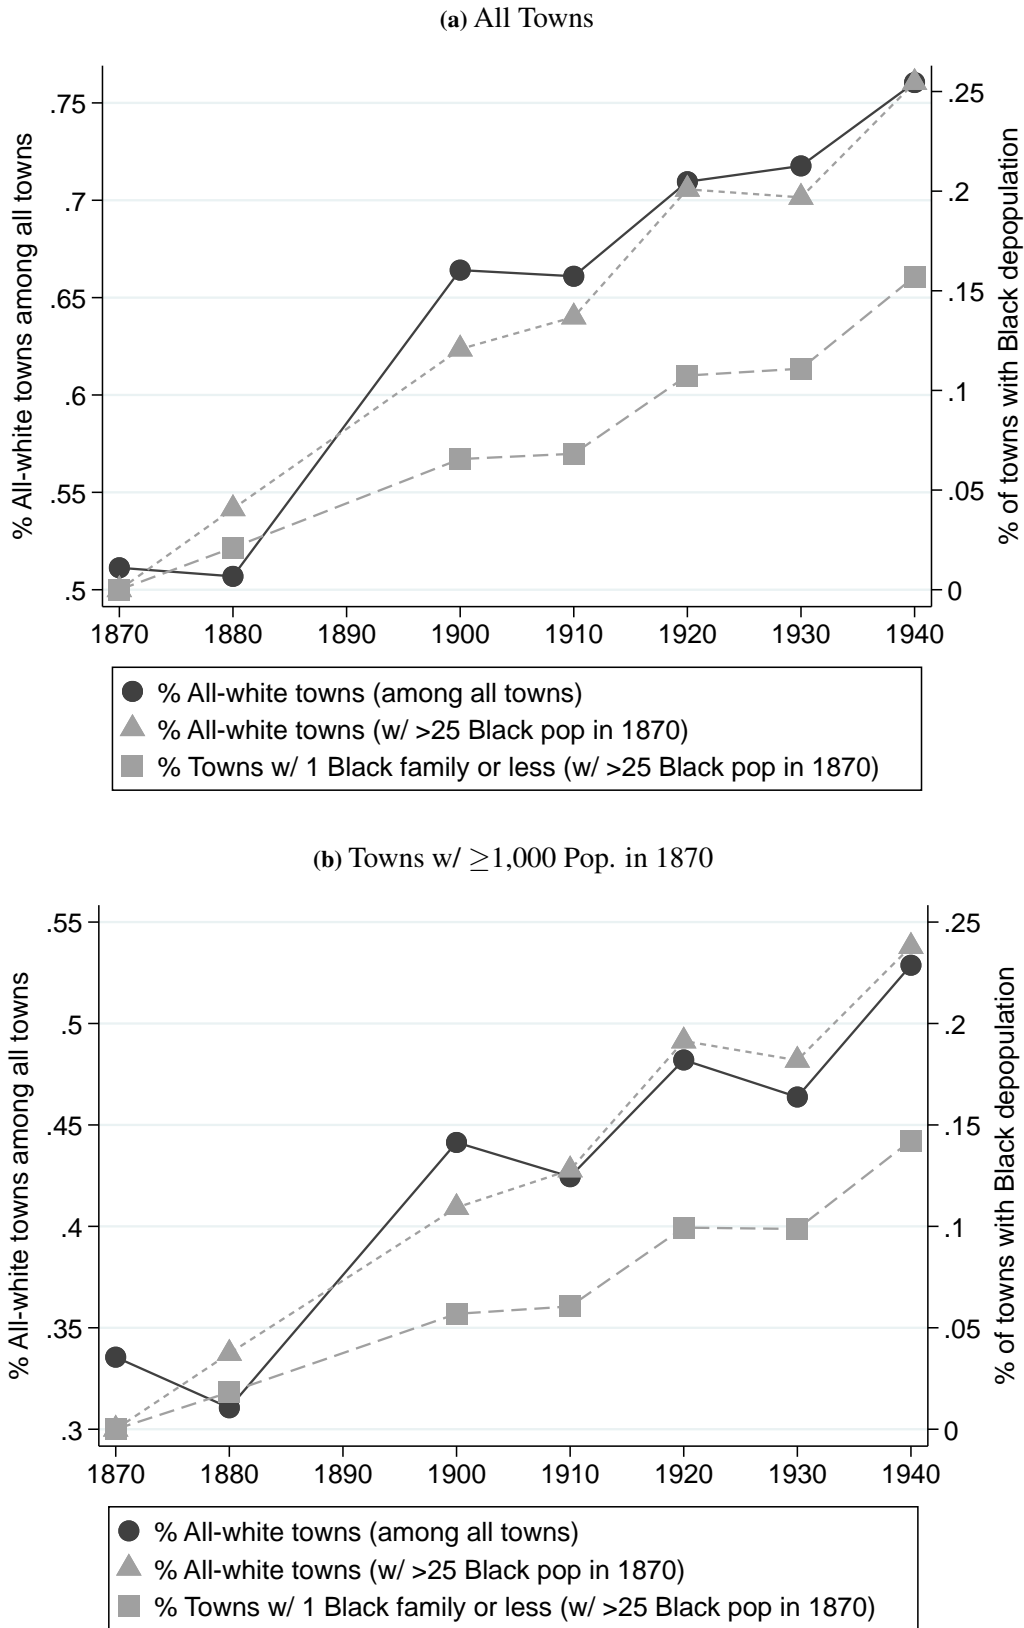 (a) All Towns
% All-white towns among all towns
.75
.7
.65
.6
.55
.5
% of towns with Black depopulation
.25
.2
.15
.1
.05
0
1870 1880 1890 1900 1910 1920 1930 1940
% All-white towns (among all towns)
% All-white towns (w/ >25 Black pop in 1870)
% Towns w/ 1 Black family or less (w/ >25 Black pop in 1870)
(b) Towns w/ ≥1,000 Pop. in 1870
% All-white towns among all towns
.55
.5
.45
.4
.35
.3
% of towns with Black depopulation
.25
.2
.15
.1
.05
0
1870 1880 1890 1900 1910 1920 1930 1940
% All-white towns (among all towns)
% All-white towns (w/ >25 Black pop in 1870)
% Towns w/ 1 Black family or less (w/ >25 Black pop in 1870)